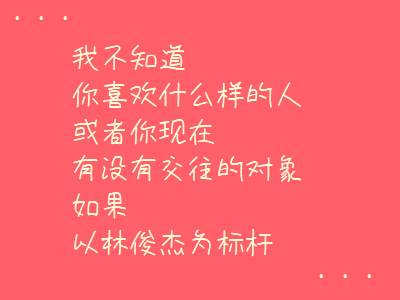 . . .
我不知道
你喜欢什么样的人
或者你现在
有没有交往的对象
如果
以林俊杰为标杆
. . .